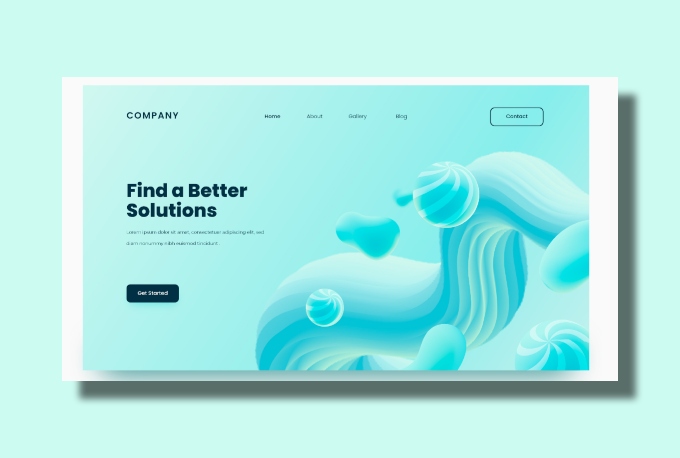 COMPANY
Home About Gallery Blog
Contact
Find a Better
Solutions
Lorem ipsum dolor sit amet, consectetuer adipiscing elit, sed
diam nonummy nibh euismod tincidunt
Get Started